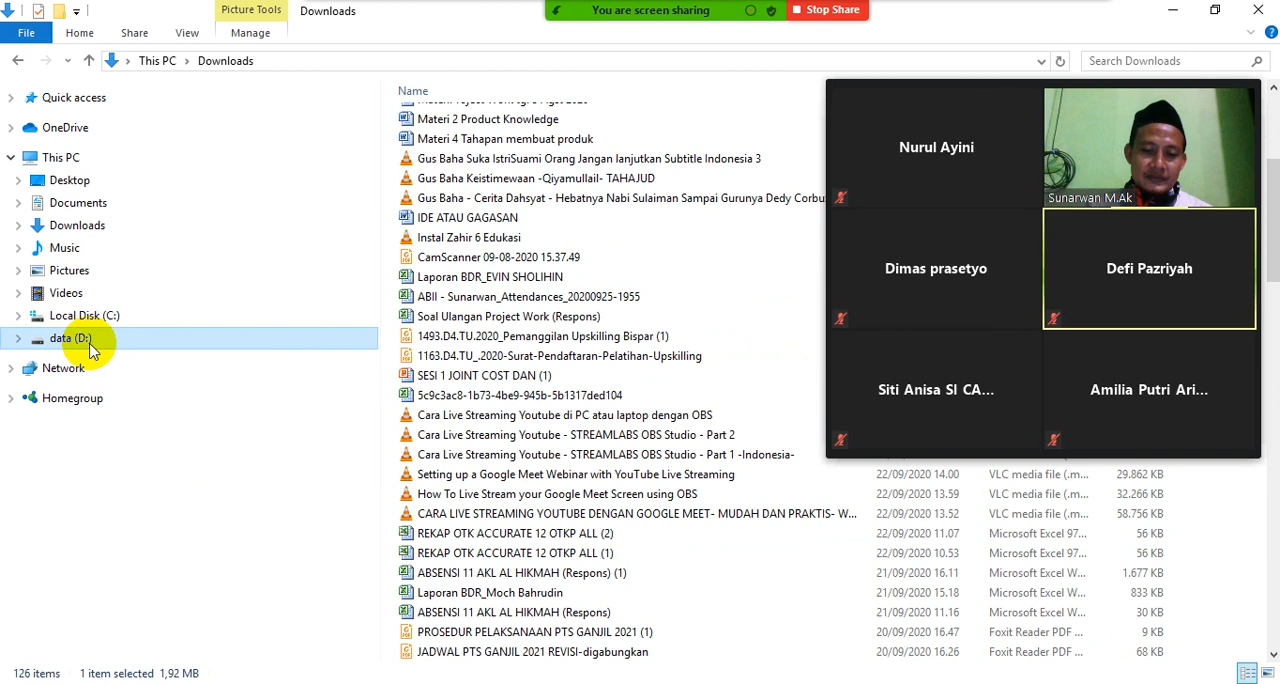 Picture Tools
Downloads
You are screen sharing
Stop Share
File
Home
Share
View
Manage
This PC
Downloads
Search Downloads
Quick access
OneDrive
This PC
Desktop
Documents
Downloads
Music
Pictures
Videos
Local Disk (C:)
data (D:)
Network
Homegroup
Name
Materi 2 Product Knowledge
Materi 4 Tahapan membuat produk
Gus Baha Suka IstriSuami Orang Jangan lanjutkan Subtitle Indonesia 3
Gus Baha Keistimewaan -Qiyamullail- TAHAJUD
Gus Baha - Cerita Dahsyat - Hebatnya Nabi Sulaiman Sampai Gurunya Dedy Corbu
IDE ATAU GAGASAN
Instal Zahir 6 Edukasi
CamScanner 09-08-2020 15.37.49
Laporan BDR_EVIN SHOLIHIN
ABII - Sunarwan_Attendances_20200925-1955
Soal Ulangan Project Work (Respons)
1493.D4.TU.2020_Pemanggilan Upskilling Bispar (1)
1163.D4.TU_.2020-Surat-Pendaftaran-Pelatihan-Upskilling
SESI 1 JOINT COST DAN (1)
5c9c3ac8-1b73-4be9-945b-5b1317ded104
Cara Live Streaming Youtube di PC atau laptop dengan OBS
Cara Live Streaming Youtube - STREAMLABS OBS Studio - Part 2
Cara Live Streaming Youtube - STREAMLABS OBS Studio - Part 1 -Indonesia-
Setting up a Google Meet Webinar with YouTube Live Streaming 22/09/2020 14.00 VLC media file (.m... 29.862 KB
How To Live Stream your Google Meet Screen using OBS 22/09/2020 13.59 VLC media file (.m... 32.266 KB
CARA LIVE STREAMING YOUTUBE DENGAN GOOGLE MEET- MUDAH DAN PRAKTIS- W... 22/09/2020 13.52 VLC media file (.m... 58.756 KB
REKAP OTK ACCURATE 12 OTKP ALL (2) 22/09/2020 11.07 Microsoft Excel 97... 56 KB
REKAP OTK ACCURATE 12 OTKP ALL (1) 22/09/2020 10.53 Microsoft Excel 97... 56 KB
ABSENSI 11 AKL AL HIKMAH (Respons) (1) 21/09/2020 16.11 Microsoft Excel W... 1.677 KB
Laporan BDR_Moch Bahrudin 21/09/2020 15.18 Microsoft Excel W... 833 KB
ABSENSI 11 AKL AL HIKMAH (Respons) 21/09/2020 11.16 Microsoft Excel W... 30 KB
PROSEDUR PELAKSANAAN PTS GANJIL 2021 (1) 20/09/2020 16.47 Foxit Reader PDF ... 9 KB
JADWAL PTS GANJIL 2021 REVISI-digabungkan 20/09/2020 16.26 Foxit Reader PDF ... 68 KB
Nurul Ayini
Sunarwan M.Ak
Dimas prasetyo
Defi Pazriyah
Siti Anisa SI CA...
Amilia Putri Ari...
126 items
1 item selected 1,92 MB